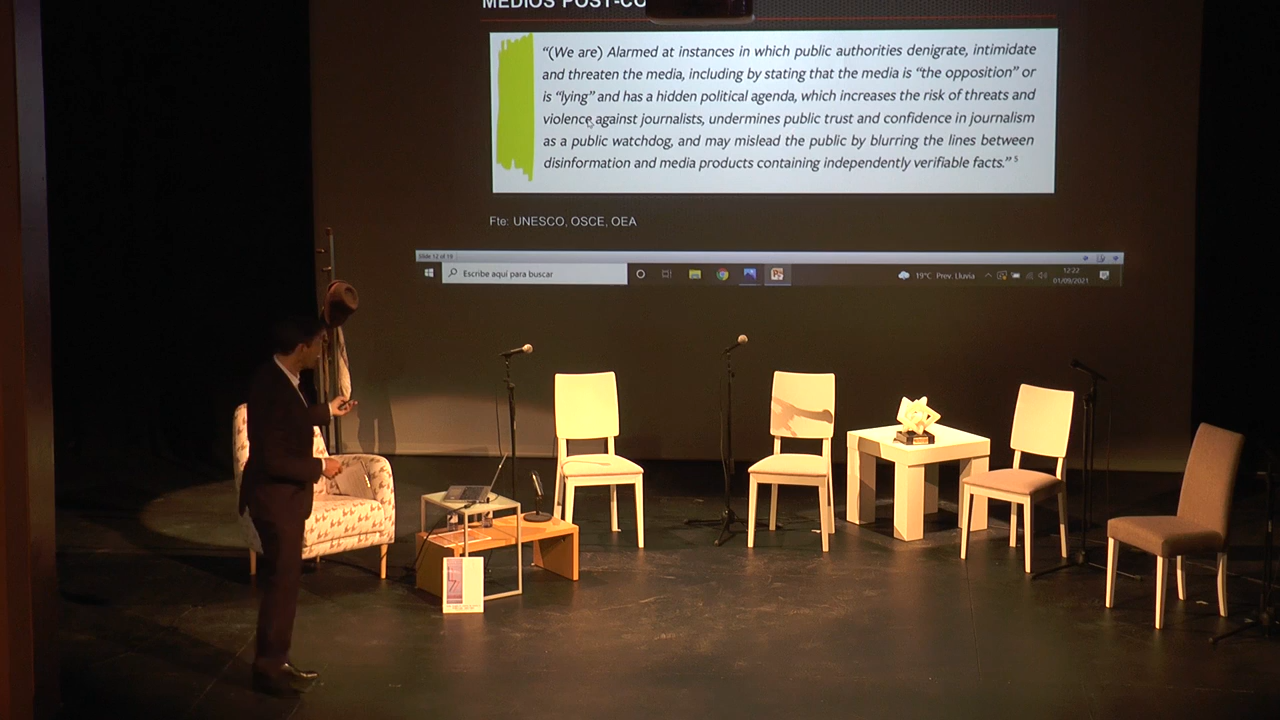 MEDIOS POST-CO
“(We are) Alarmed at instances in which public authorities denigrate, intimidate
and threaten the media, including by stating that the media is “the opposition” or
is “lying” and has a hidden political agenda, which increases the risk of threats and
violence against journalists, undermines public trust and confidence in journalism
as a public watchdog, and may mislead the public by blurring the lines between
disinformation and media products containing independently verifiable facts.” 5
Fte: UNESCO, OSCE, OEA
Slide 12 of 19
Escribe aquí para buscar
19°C Prev. Lluvia
12:22
01/09/2021